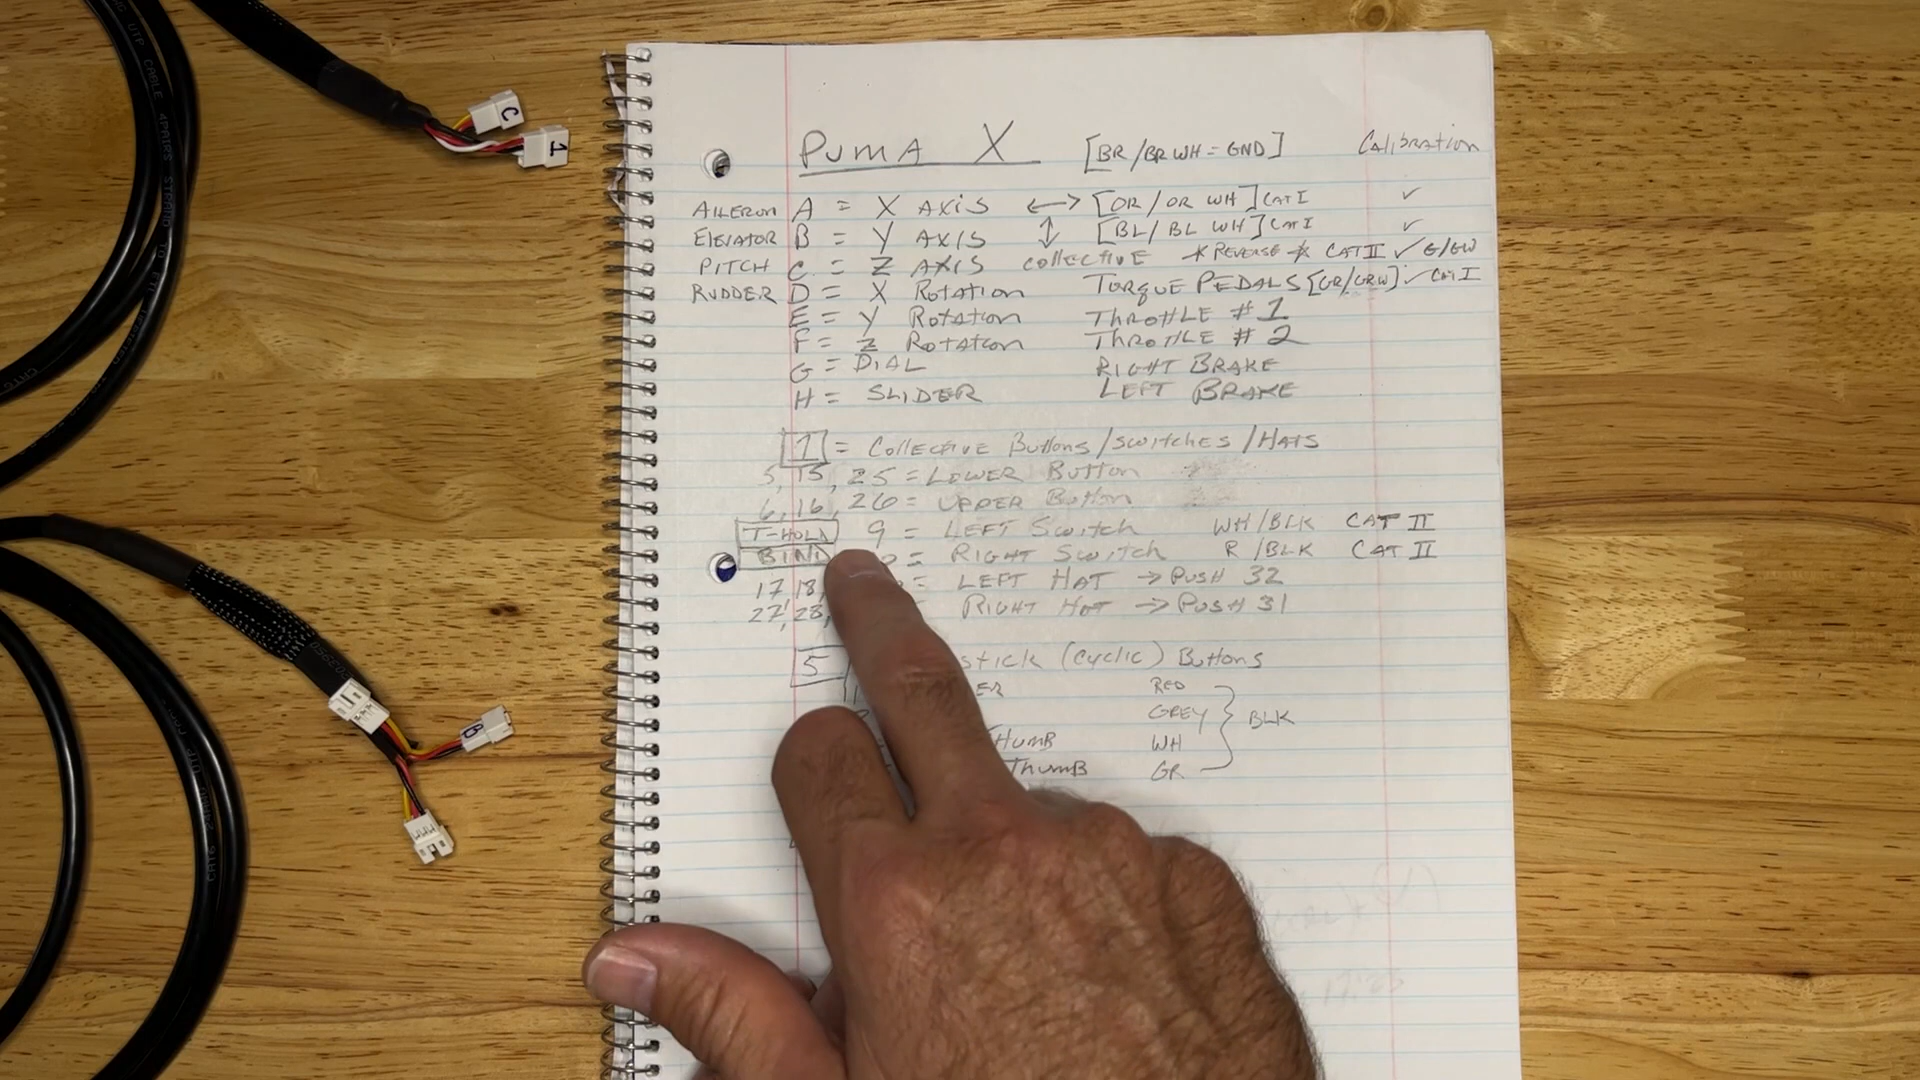 PUMA X [BR/BR WH = GND] Calibration
AILERON A = X AXIS ↔ [OR/OR WH] CAT I ✓
ELEVATOR B = Y AXIS ↕ [BL/BL WH] CAT I ✓
PITCH C = Z AXIS collective *REVERSE* CAT II ✓ G/GW
RUDDER D = X Rotation TORQUE PEDALS [GR/GRW] ✓ CAT I
E = Y Rotation THROTTLE #1
F = Z Rotation THROTTLE #2
G = DIAL RIGHT BRAKE
H = SLIDER LEFT BRAKE
1 = Collective Buttons/switches/HATS
5, 15, 25 = LOWER Button
6, 16, 26 = UPPER Button
T-HOLD 9 = LEFT Switch WH/BLK CAT II
= RIGHT Switch R/BLK CAT II
17, 18, = LEFT HAT → PUSH 32
27, 28, RIGHT HAT → PUSH 31
5 stick (Cyclic) Buttons
RED
GREY } BLK
THUMB WH
THUMB GR
C
1
B
CAT6